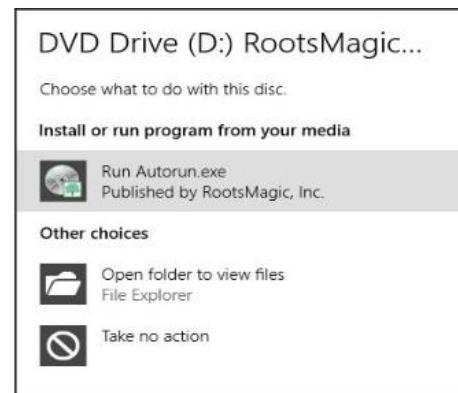 DVD Drive (D:) RootsMagic...
Choose what to do with this disc.
Install or run program from your media
Run Autorun.exe
Published by RootsMagic, Inc.
Other choices
Open folder to view files
File Explorer
Take no action